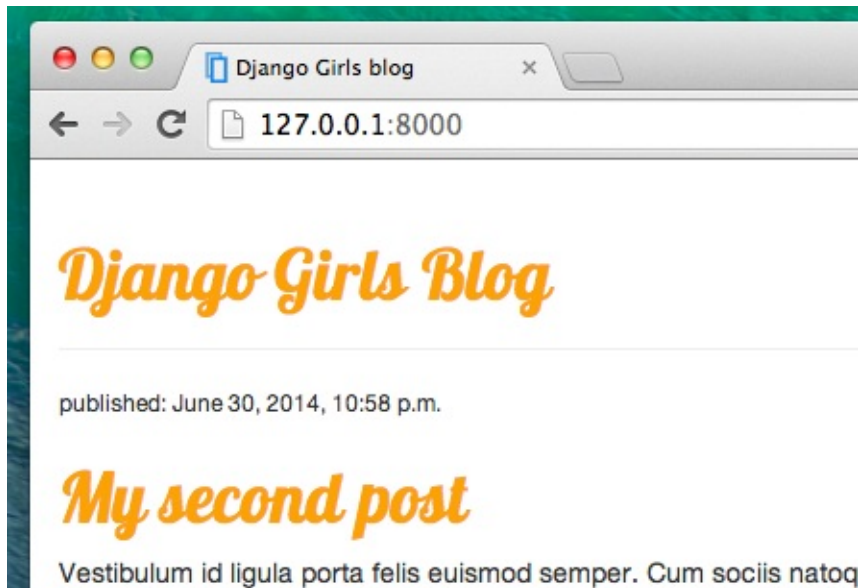 Django Girls blog
127.0.0.1:8000
Django Girls Blog
published: June 30, 2014, 10:58 p.m.
My second post
Vestibulum id ligula porta felis euismod semper. Cum sociis natoq